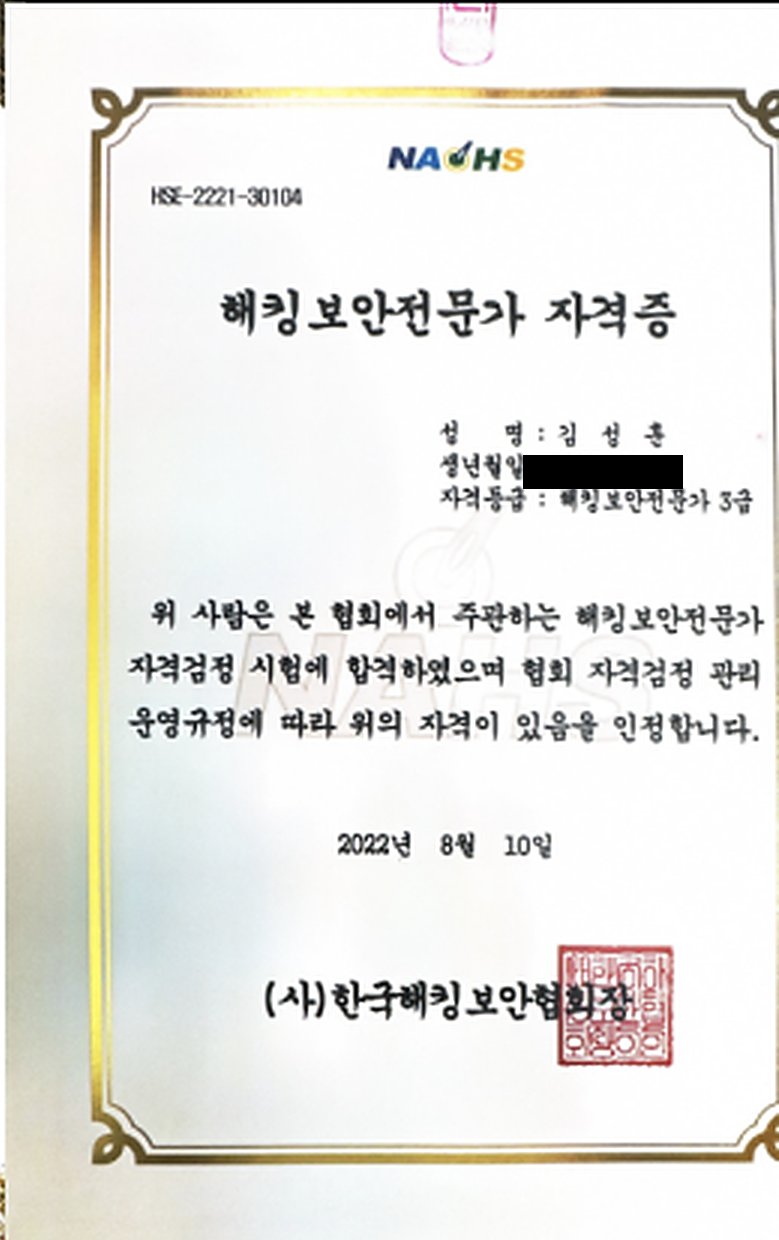 NAHS
HSE-2221-30104
해킹보안전문가 자격증
성 명 : 김 성 훈
생년월일
자격등급 : 해킹보안전문가 3급
위 사람은 본 협회에서 주관하는 해킹보안전문가
자격검정 시험에 합격하였으며 협회 자격검정 관리
운영규정에 따라 위의 자격이 있음을 인정합니다.
2022년 8월 10일
(사)한국해킹보안협회장
NAHS